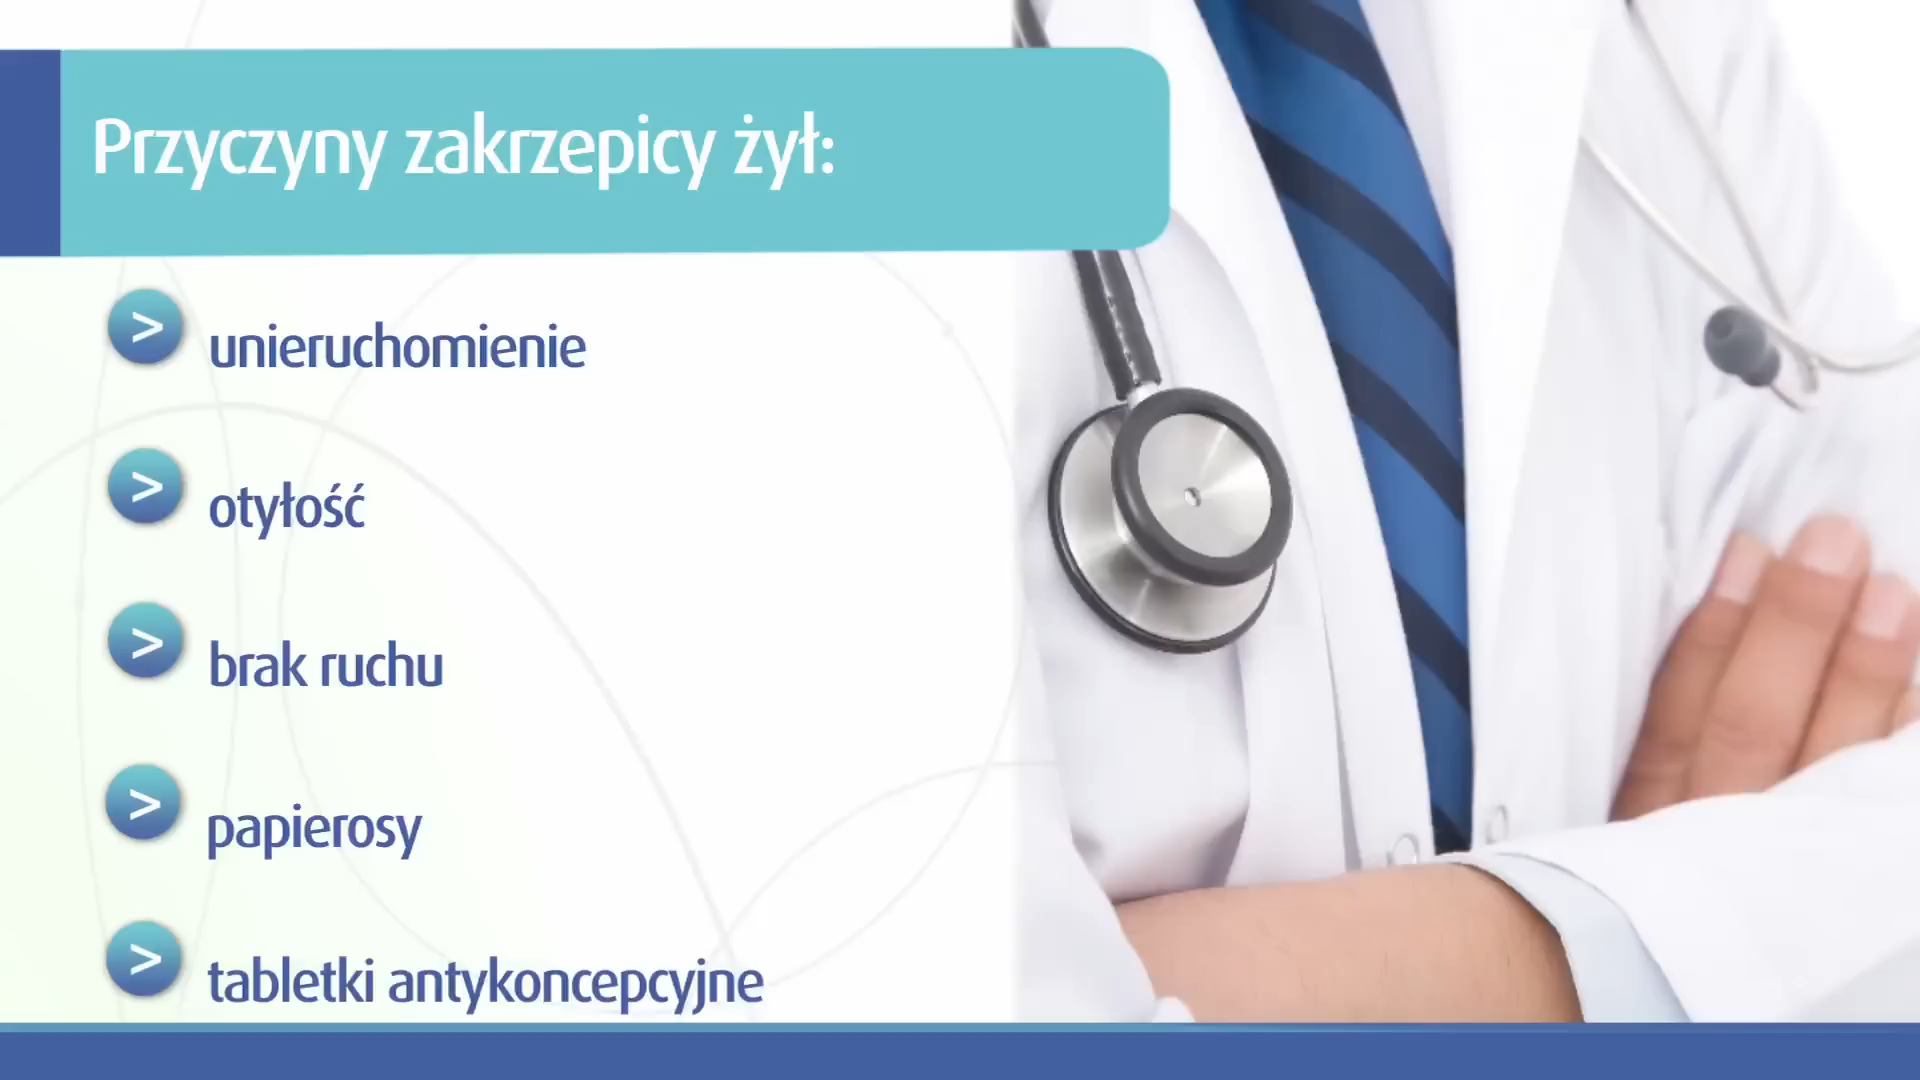 Przyczyny zakrzepicy żył:
> unieruchomienie
> otyłość
> brak ruchu
> papierosy
> tabletki antykoncepcyjne